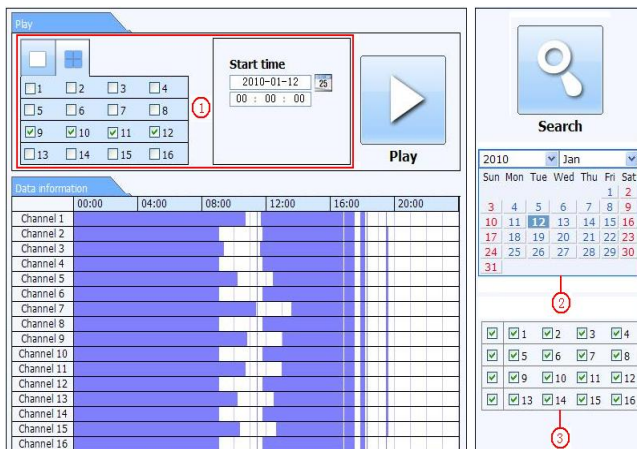 Play
1 2 3 4
5 6 7 8
9 10 11 12
13 14 15 16
1
Start time
2010-01-12
25
00 : 00 : 00
Play
Data information
00:00 04:00 08:00 12:00 16:00 20:00
Channel 1
Channel 2
Channel 3
Channel 4
Channel 5
Channel 6
Channel 7
Channel 8
Channel 9
Channel 10
Channel 11
Channel 12
Channel 13
Channel 14
Channel 15
Channel 16
Search
2010 Jan
Sun Mon Tue Wed Thu Fri Sat
1 2
3 4 5 6 7 8 9
10 11 12 13 14 15 16
17 18 19 20 21 22 23
24 25 26 27 28 29 30
31
2
1 2 3 4
5 6 7 8
9 10 11 12
13 14 15 16
3